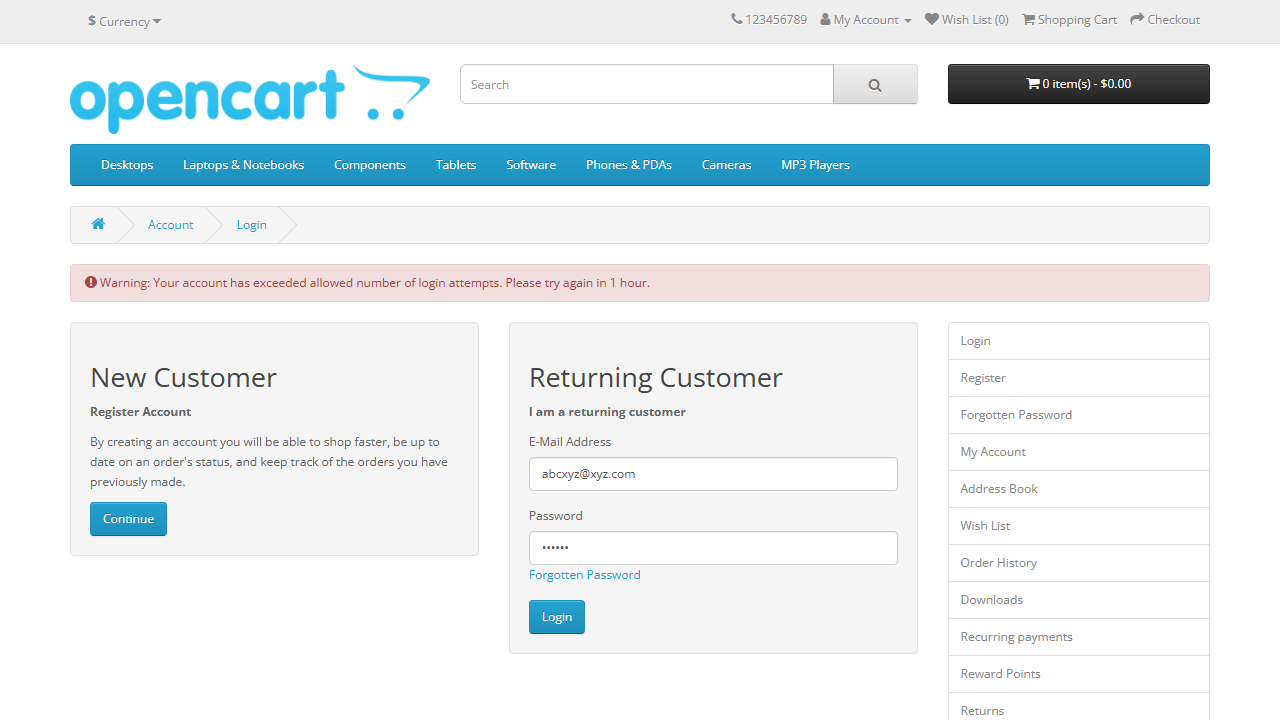 $ Currency
123456789 My Account Wish List (0) Shopping Cart Checkout
opencart
Search
0 item(s) - $0.00
Desktops Laptops & Notebooks Components Tablets Software Phones & PDAs Cameras MP3 Players
Account Login
Warning: Your account has exceeded allowed number of login attempts. Please try again in 1 hour.
New Customer
Register Account
By creating an account you will be able to shop faster, be up to
date on an order's status, and keep track of the orders you have
previously made.
Continue
Returning Customer
I am a returning customer
E-Mail Address
abcxyz@xyz.com
Password
••••••
Forgotten Password
Login
Login
Register
Forgotten Password
My Account
Address Book
Wish List
Order History
Downloads
Recurring payments
Reward Points
Returns